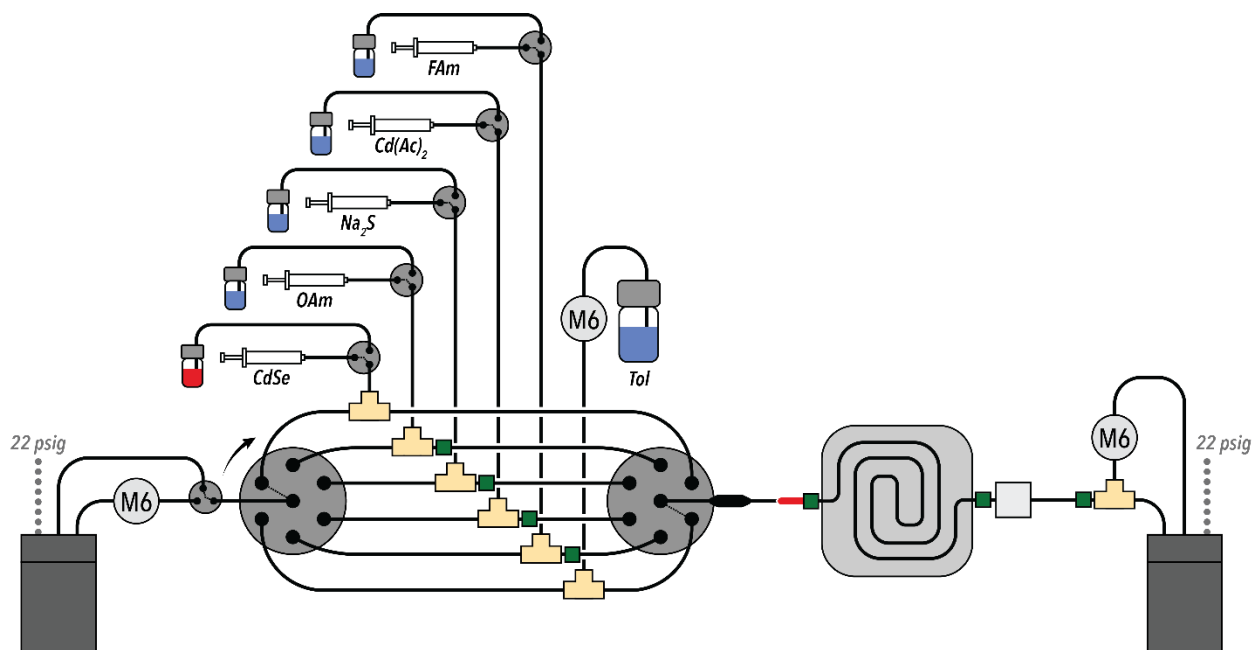 FAm
Cd(Ac)₂
Na₂S
OAm
CdSe
M6
Tol
22 psig
M6
M6
22 psig